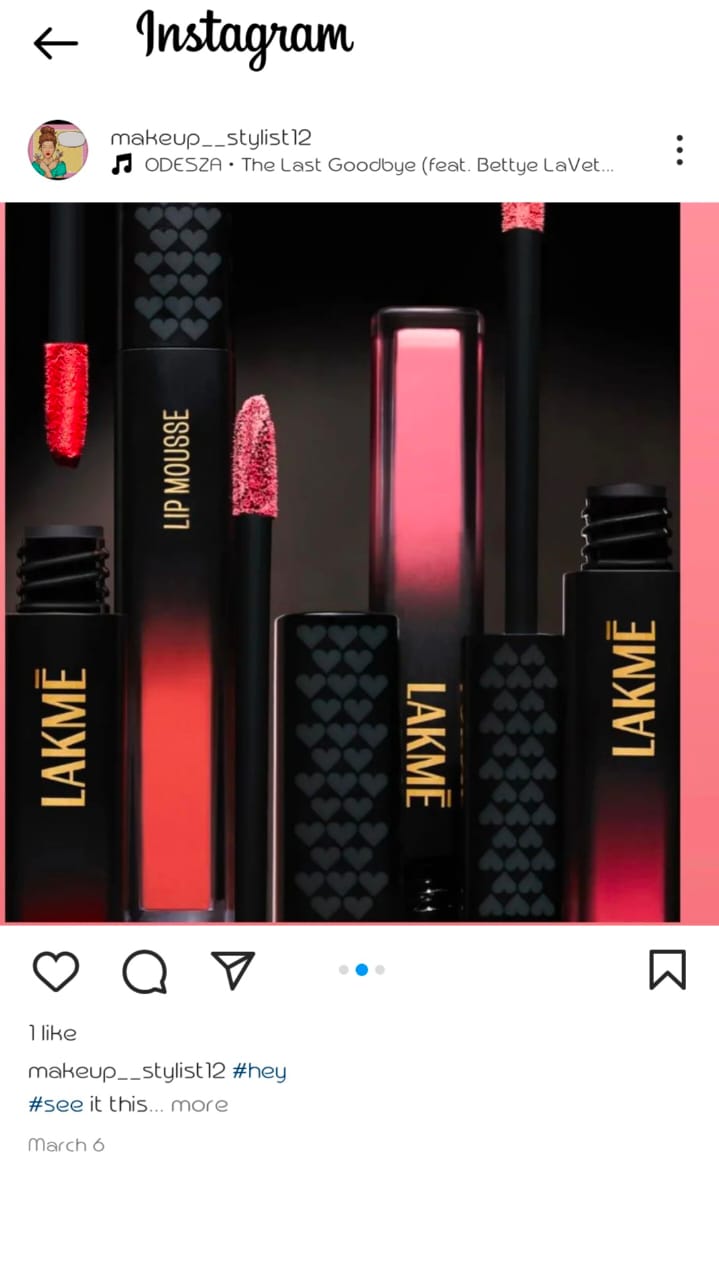 Instagram
makeup__stylist12
ODESZA • The Last Goodbye (feat. Bettye LaVet...
LIP MOUSSE
LAKMĒ
LAKMĒ
LAKMĒ
1 like
makeup__stylist12 #hey
#see it this... more
March 6